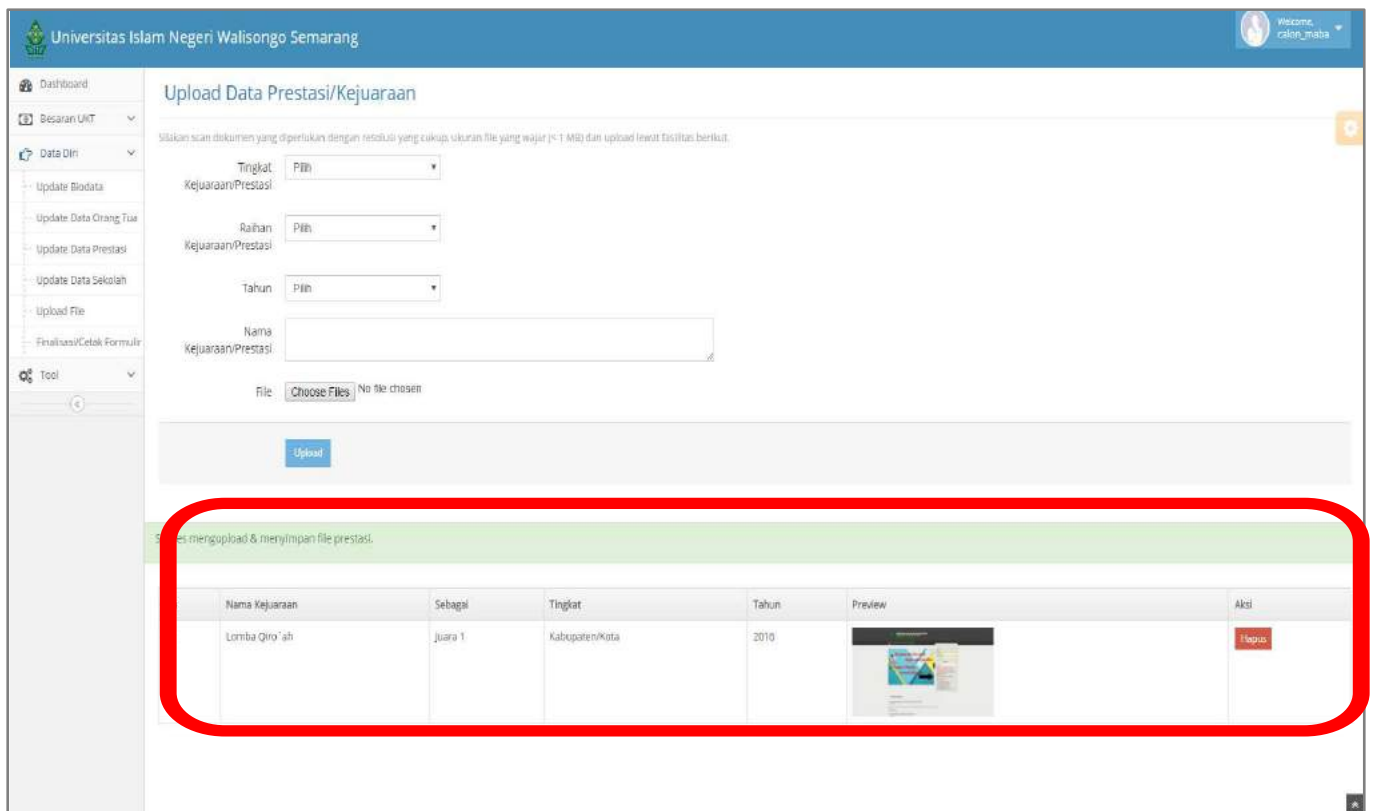 Universitas Islam Negeri Walisongo Semarang
Welcome,
calon_maba
Dashboard
Besaran UKT
Data Diri
Update Biodata
Update Data Orang Tua
Update Data Prestasi
Update Data Sekolah
Upload File
Finalisasi/Cetak Formulir
Tool
Upload Data Prestasi/Kejuaraan
Silakan scan dokumen yang diperlukan dengan resolusi yang cukup, ukuran file yang wajar (< 1 MB) dan upload lewat fasilitas berikut.
Tingkat Pilih
Kejuaraan/Prestasi
Raihan Pilih
Kejuaraan/Prestasi
Tahun Pilih
Nama
Kejuaraan/Prestasi
File Choose Files No file chosen
Upload
mengupload & menyimpan file prestasi.
Nama Kejuaraan Sebagai Tingkat Tahun Preview Aksi
Lomba Qiro`ah Juara 1 Kabupaten/Kota 2016 Hapus